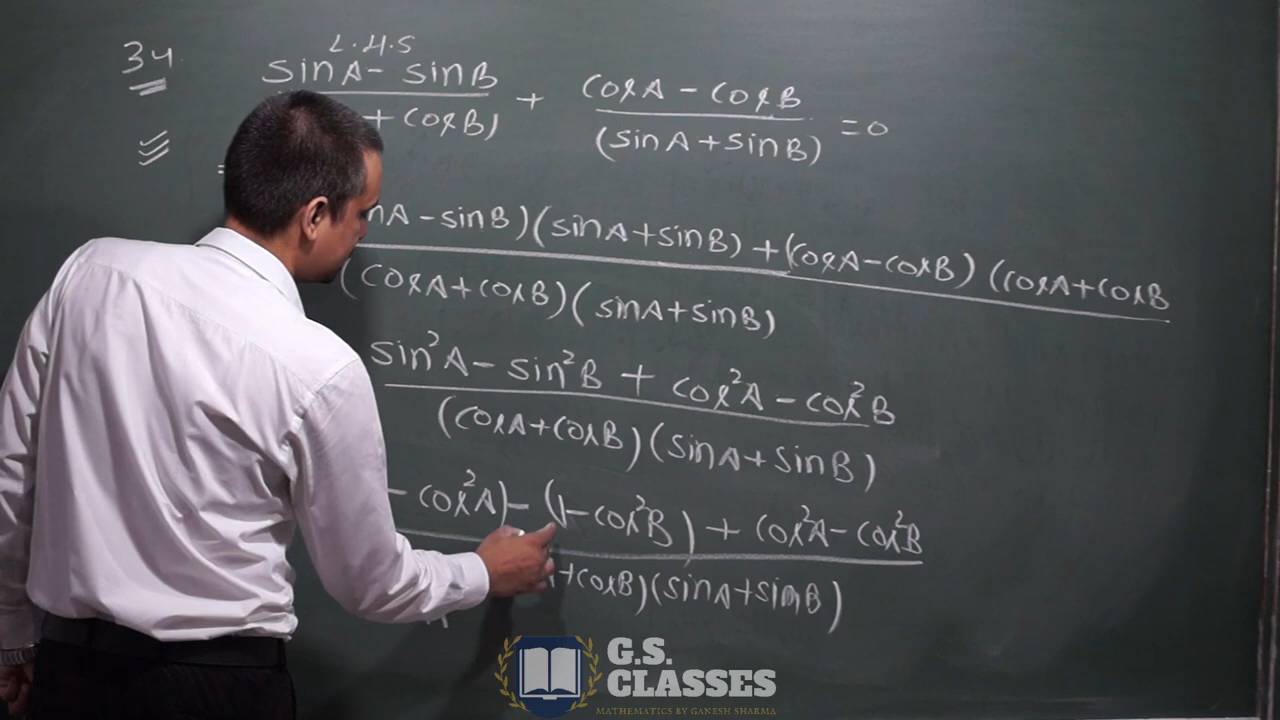 34
L.H.S
sinA - sinB + cosA - cosB
+ cosB) (sinA + sinB) = 0
=
nA - sinB)(sinA + sinB) + (cosA - cosB) (cosA + cosB
(cosA + cosB)(sinA + sinB)
sin²A - sin²B + cos²A - cos²B
(cosA + cosB)(sinA + sinB)
- cos²A) - (1 - cos²B) + cos²A - cos²B
+ cosB)(sinA + sinB)
G.S.
CLASSES
MATHEMATICS BY GANESH SHARMA